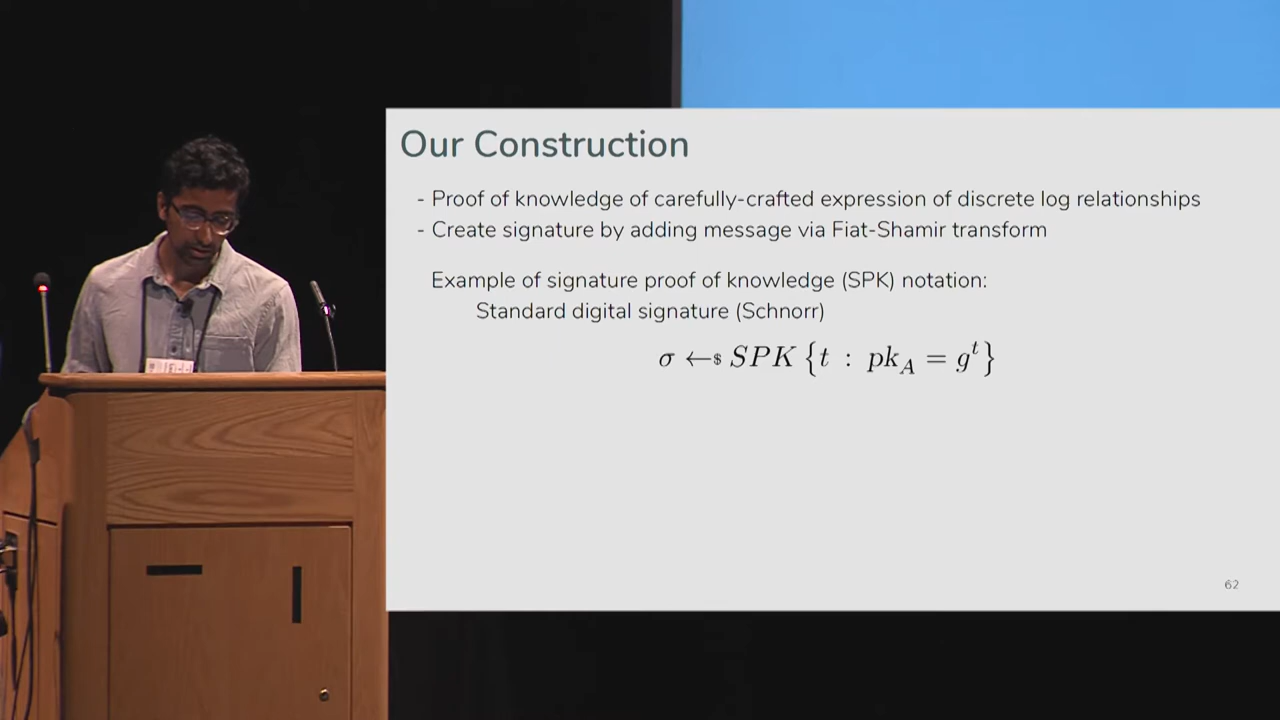 Our Construction
- Proof of knowledge of carefully-crafted expression of discrete log relationships
- Create signature by adding message via Fiat-Shamir transform
Example of signature proof of knowledge (SPK) notation:
Standard digital signature (Schnorr)
σ ←$ SPK {t : pk_A = g^t}
62